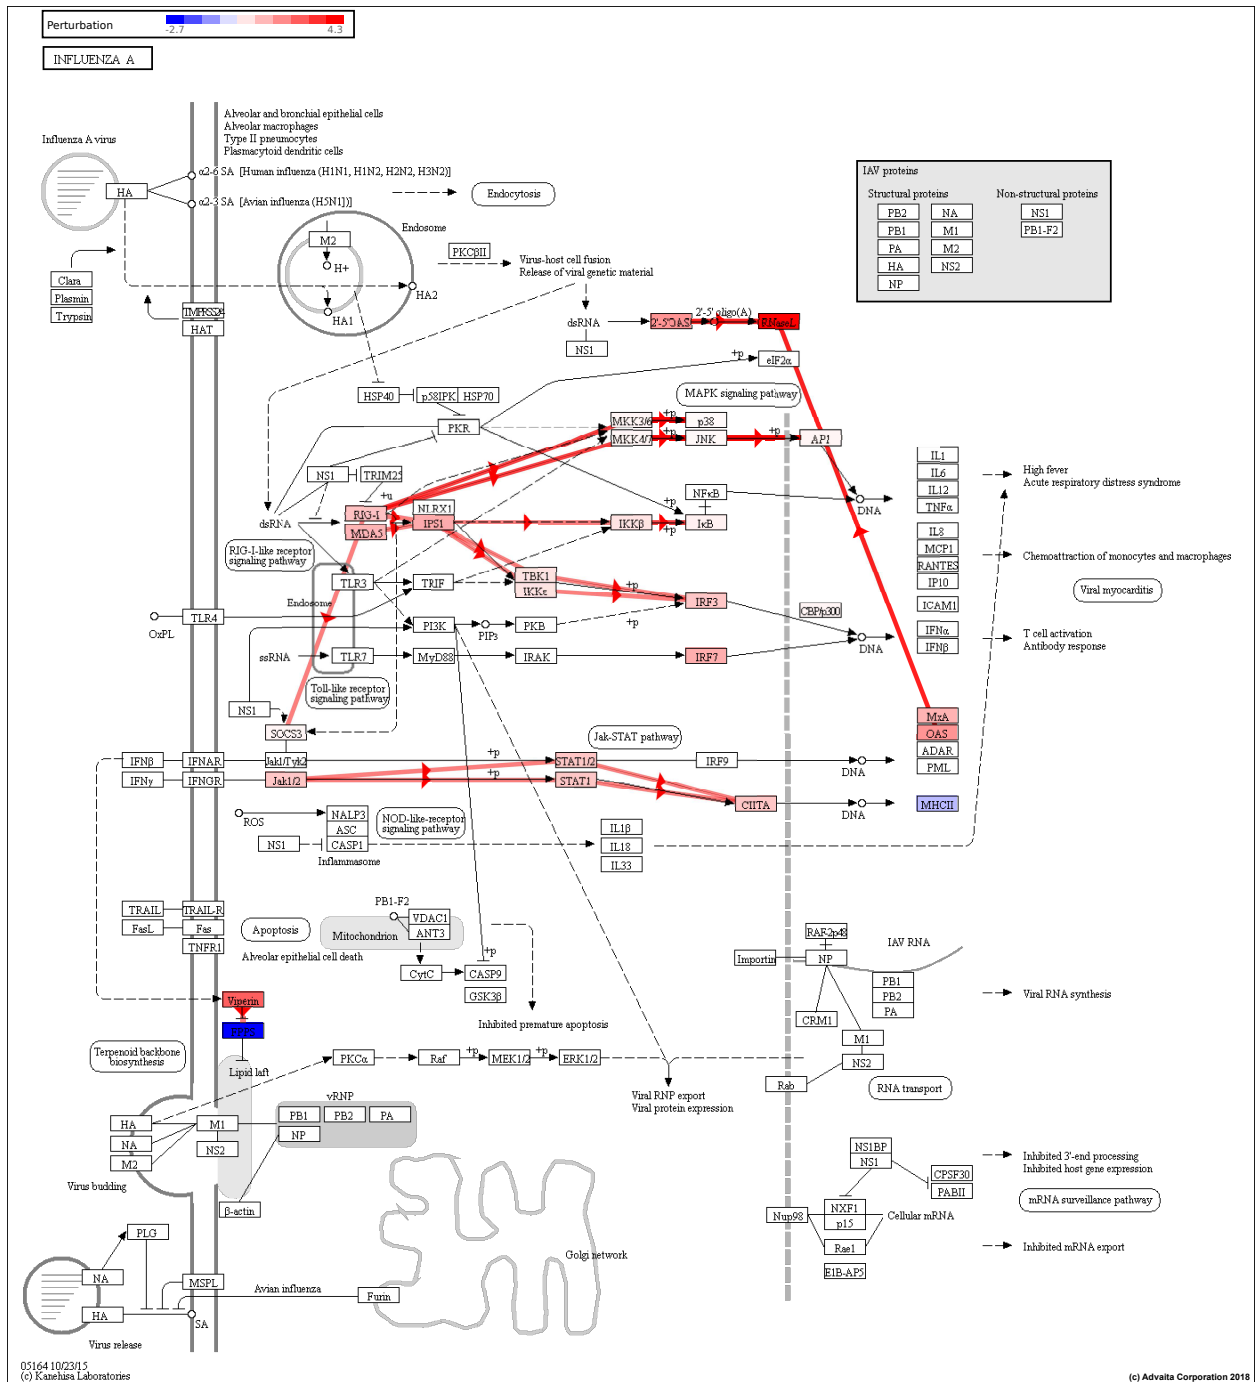 Perturbation
-2.7
4.3
INFLUENZA A
Alveolar and bronchial epithelial cells
Alveolar macrophages
Type II pneumocytes
Plasmacytoid dendritic cells
Influenza A virus
HA
α2-6 SA [Human influenza (H1N1, H1N2, H2N2, H3N2)]
α2-3 SA [Avian influenza (H5N1)]
Endocytosis
IAV proteins
Structural proteins
Non-structural proteins
PB2
NA
NS1
PB1
M1
PB1-F2
PA
M2
HA
NS2
NP
Endosome
M2
H+
HA1
HA2
PKCβII
Virus-host cell fusion
Release of viral genetic material
Clara
Plasmin
Trypsin
HAT
dsRNA
NS1
2'-5'OAS
2'-5' oligo(A)
RNaseL
+p
eIF2α
HSP40
p58IPK
HSP70
MAPK signaling pathway
PKR
MKK3/6
+p
p38
MKK4/7
+p
JNK
+p
AP1
NS1
TRIM25
+u
RIG-I
MDA5
NLRX1
IPS1
dsRNA
RIG-I-like receptor
signaling pathway
NFκB
+p
IKKβ
+p
IκB
DNA
IL1
IL6
IL12
TNFα
High fever
Acute respiratory distress syndrome
IL8
MCP1
RANTES
IP10
ICAM1
Chemoattraction of monocytes and macrophages
Viral myocarditis
IFNα
IFNβ
T cell activation
Antibody response
TLR3
TRIF
TBK1
IKKε
+p
IRF3
CBP/p300
Endosome
OxPL
TLR4
PI3K
PIP3
PKB
+p
DNA
ssRNA
TLR7
MyD88
IRAK
IRF7
Toll-like receptor
signaling pathway
NS1
SOCS3
MxA
OAS
ADAR
PML
Jak-STAT pathway
IFNβ
IFNAR
Jak1/Tyk2
+p
STAT1/2
IRF9
DNA
IFNγ
IFNGR
Jak1/2
+p
STAT1
CIITA
DNA
MHCII
ROS
NALP3
ASC
CASP1
NS1
Inflammasome
NOD-like-receptor
signaling pathway
IL1β
IL18
IL33
TRAIL
TRAIL-R
FasL
Fas
TNFR1
Apoptosis
Alveolar epithelial cell death
PB1-F2
VDAC1
ANT3
Mitochondrion
CytC
+p
CASP9
GSK3β
Inhibited premature apoptosis
RAF2p48
IAV RNA
Importin
NP
PB1
PB2
PA
CRM1
M1
NS2
Rab
RNA transport
Viral RNA synthesis
Viperin
FPPS
Terpenoid backbone
biosynthesis
Lipid laft
PKCα
Raf
+p
MEK1/2
+p
ERK1/2
Viral RNP export
Viral protein expression
vRNP
PB1
PB2
PA
NP
HA
NA
M2
M1
NS2
Virus budding
β-actin
NS1BP
NS1
CPSF30
PABII
Inhibited 3'-end processing
Inhibited host gene expression
mRNA surveillance pathway
Nup98
NXF1
p15
Rae1
E1B-AP5
Cellular mRNA
Inhibited mRNA export
PLG
NA
HA
MSPL
SA
Avian influenza
Furin
Golgi network
Virus release
05164 10/23/15
(c) Kanehisa Laboratories
(c) Advaita Corporation 2018